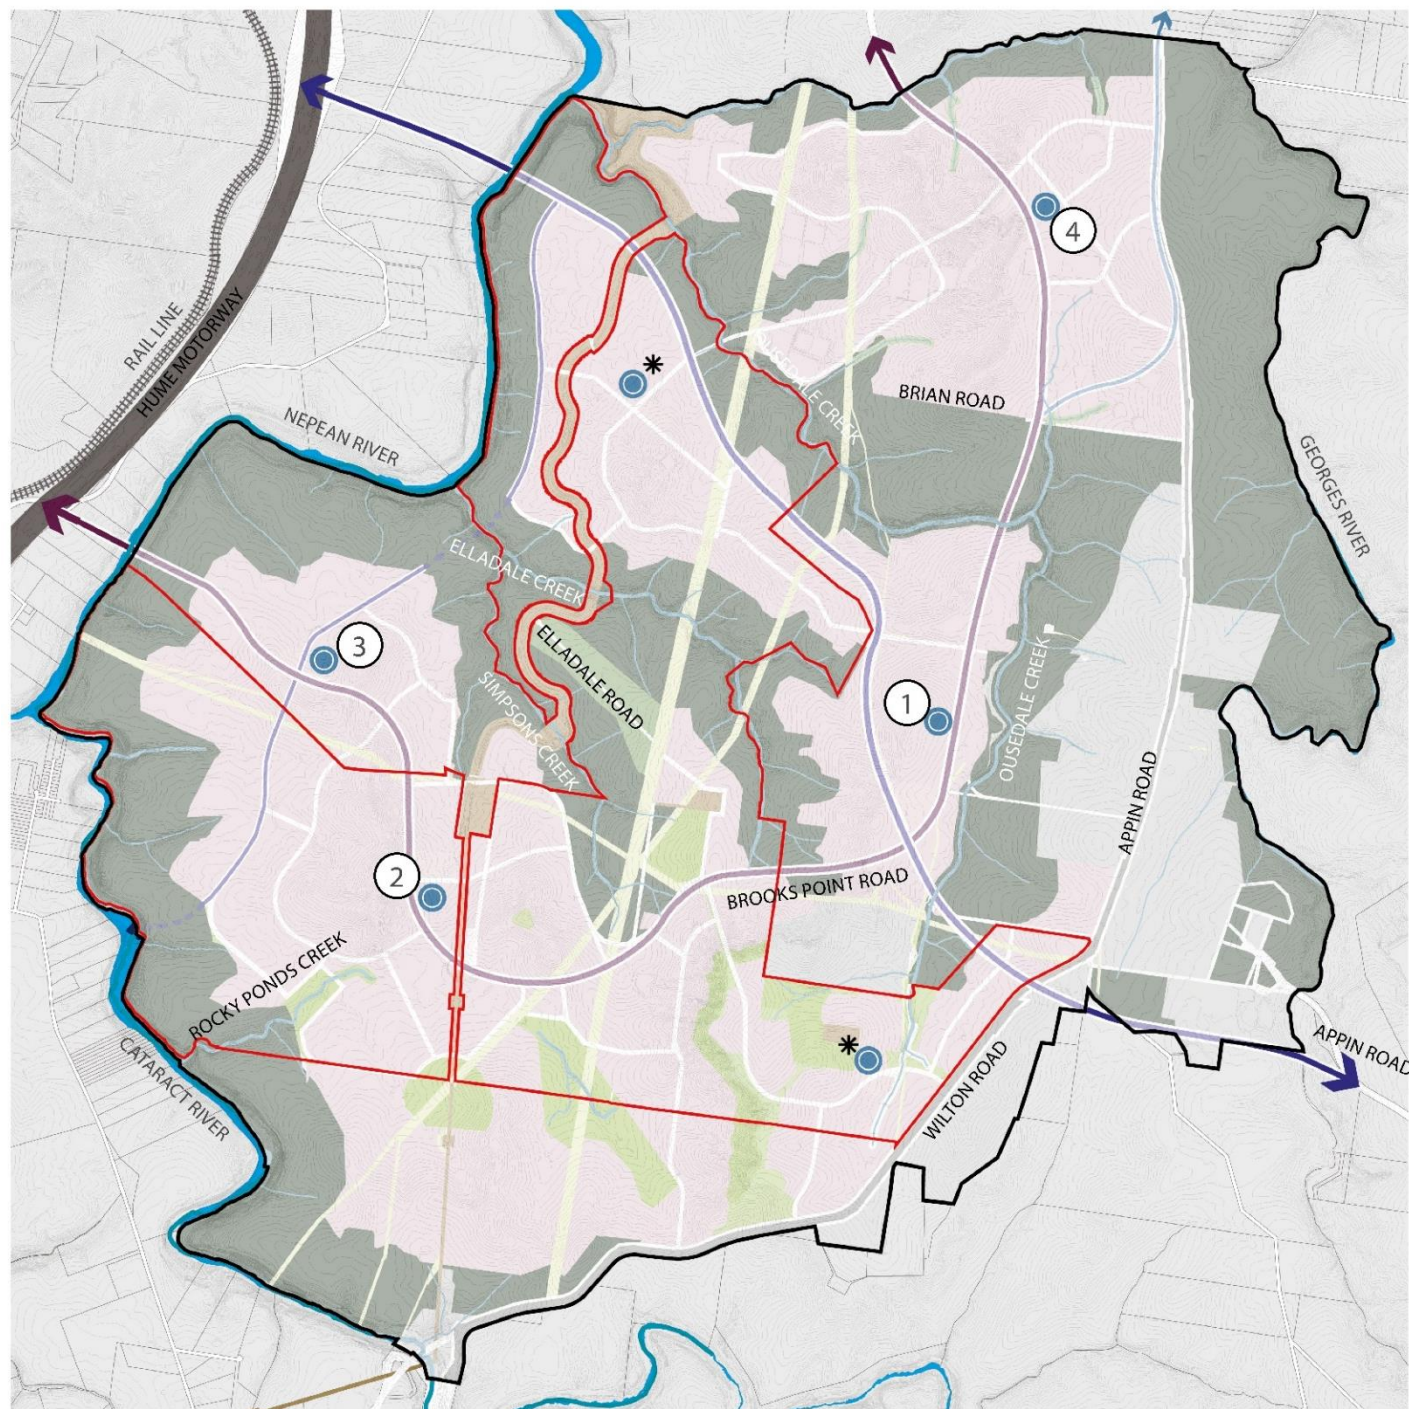 4
RAIL LINE
HUME MOTORWAY
OUSEDALE CREEK
BRIAN ROAD
NEPEAN RIVER
GEORGES RIVER
ELLADALE CREEK
3
ELLADALE ROAD
OUSEDALE CREEK
SIMPSONS CREEK
1
APPIN ROAD
2
BROOKS POINT ROAD
ROCKY PONDS CREEK
CATARACT RIVER
WILTON ROAD
APPIN ROAD